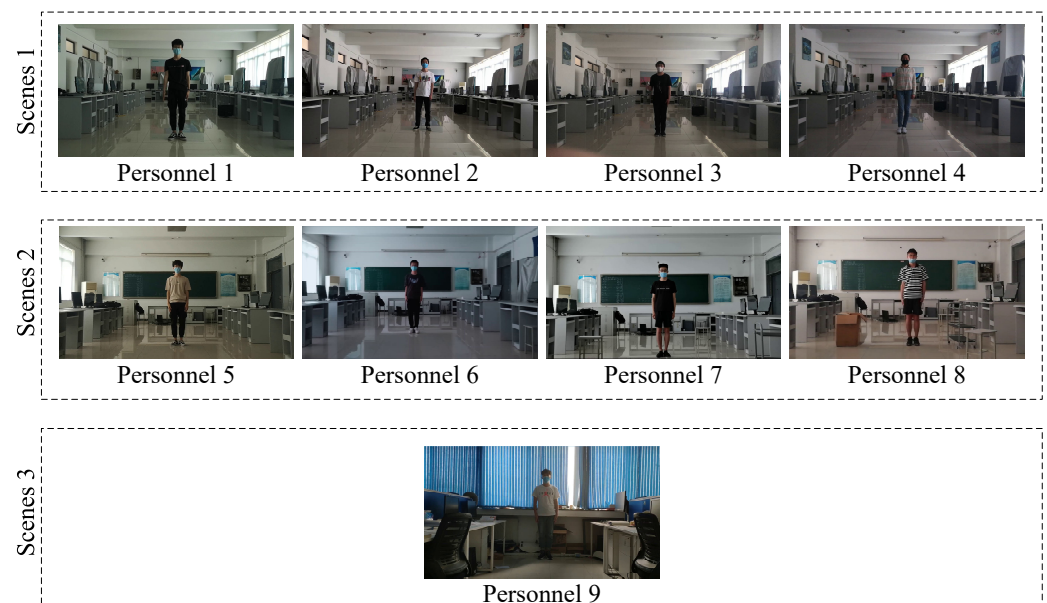 Scenes 1
Personnel 1
Personnel 2
Personnel 3
Personnel 4
Scenes 2
Personnel 5
Personnel 6
Personnel 7
Personnel 8
Scenes 3
Personnel 9